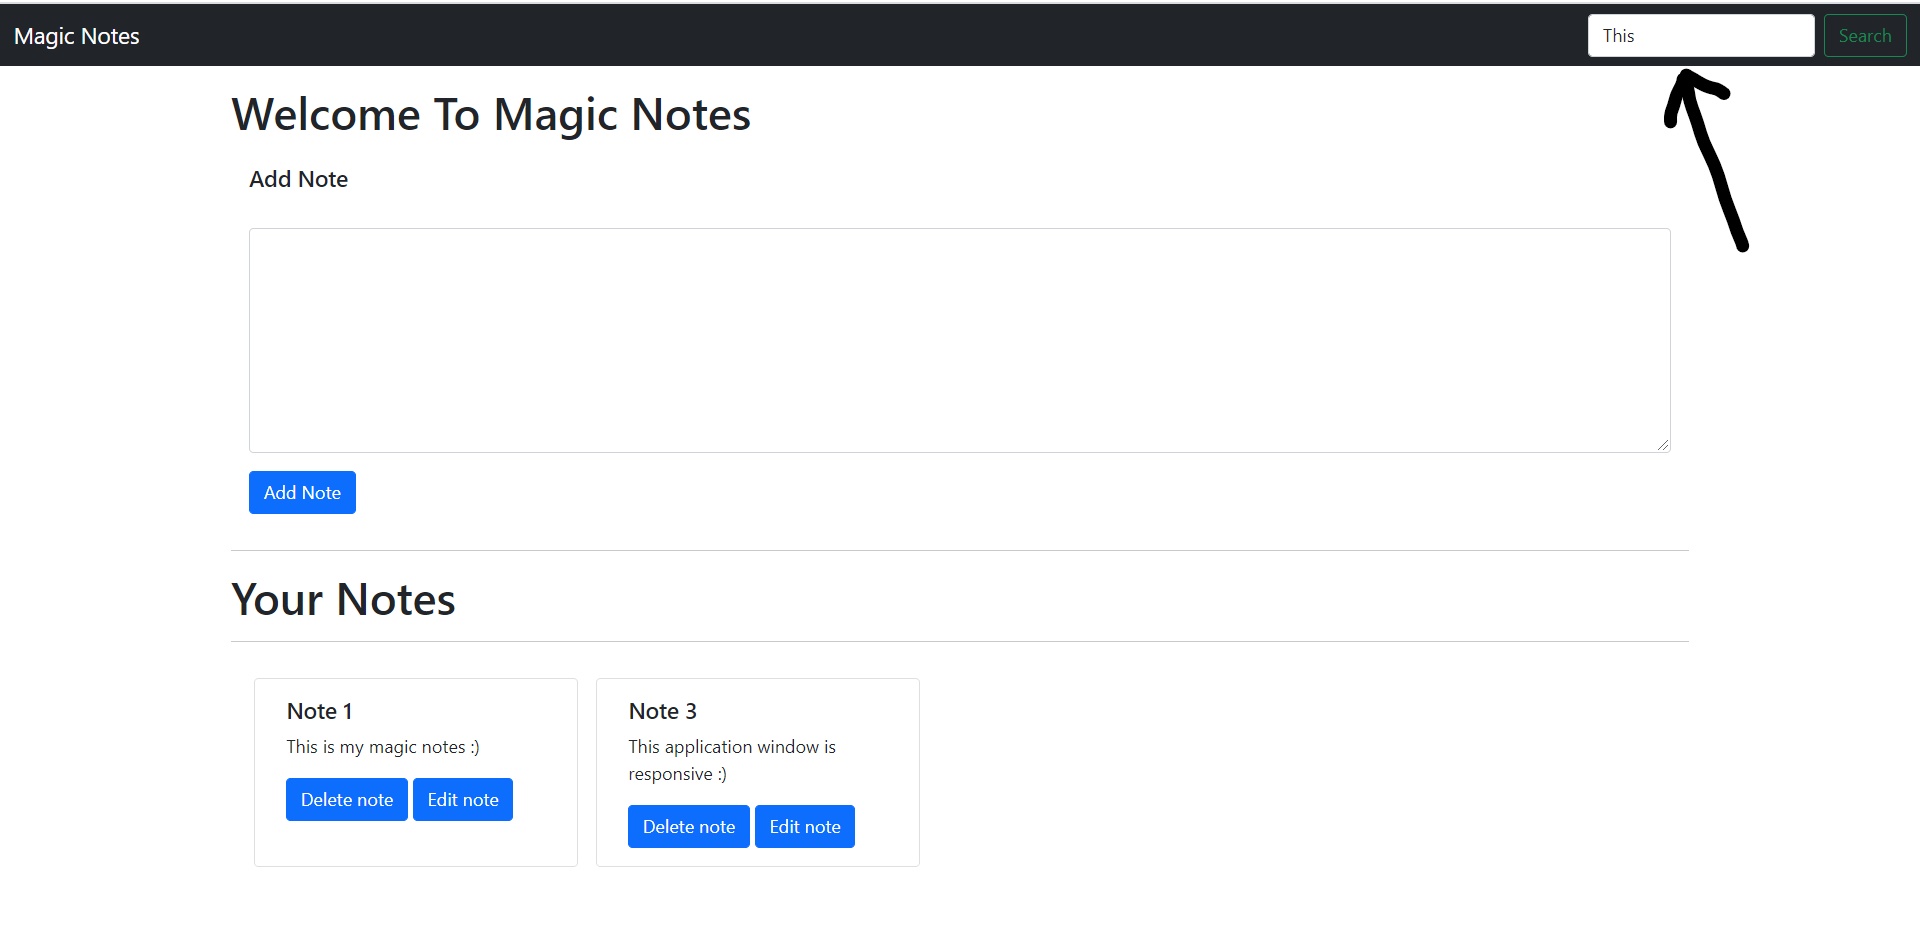 Magic Notes
This
Search
Welcome To Magic Notes
Add Note
Add Note
Your Notes
Note 1
This is my magic notes :)
Delete note
Edit note
Note 3
This application window is
responsive :)
Delete note
Edit note